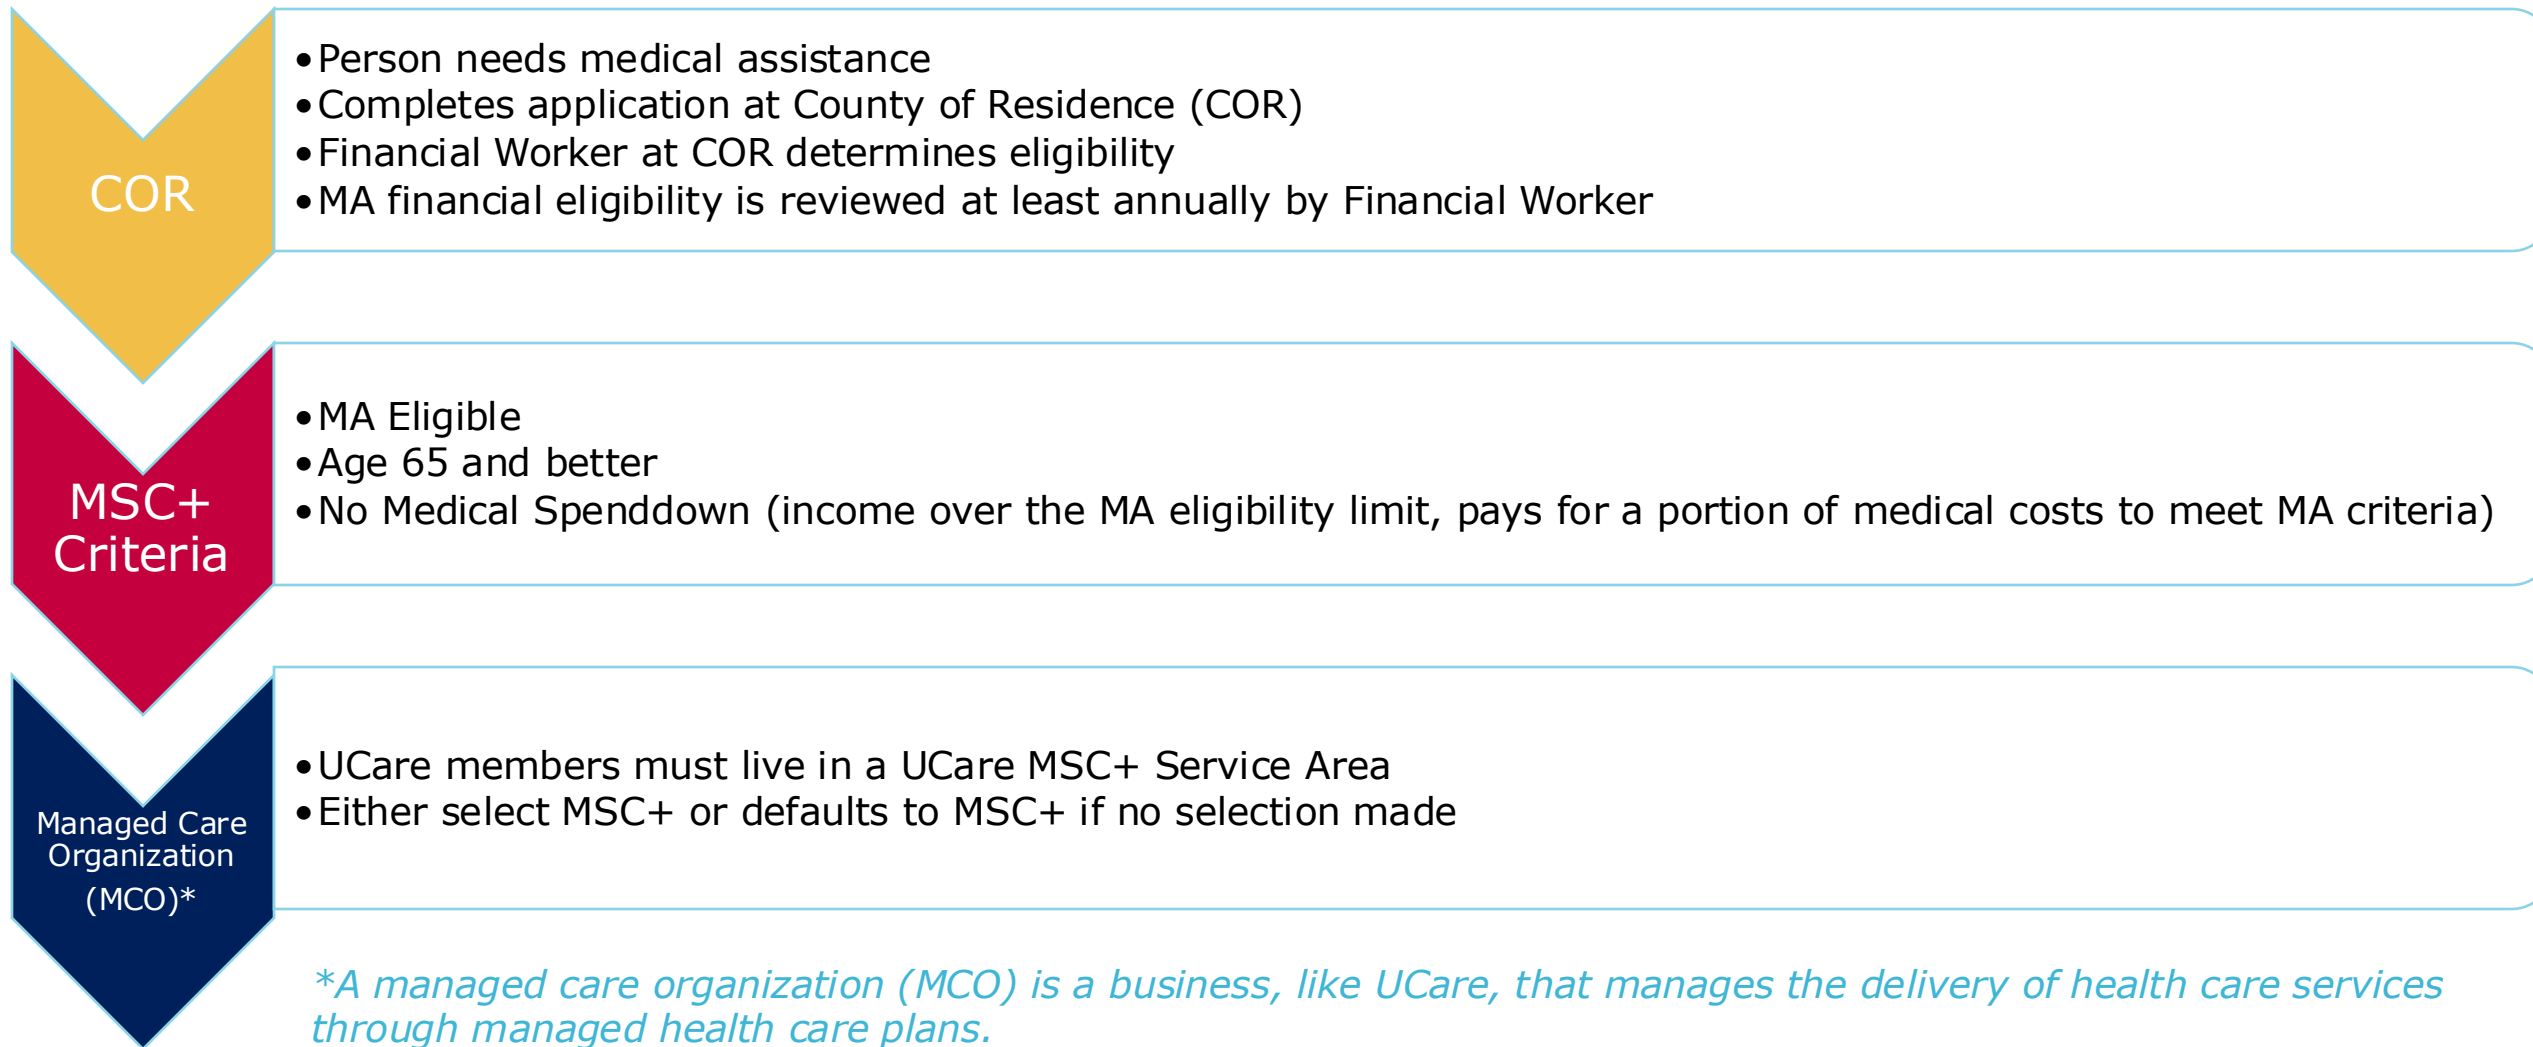 COR
•Person needs medical assistance
•Completes application at County of Residence (COR)
•Financial Worker at COR determines eligibility
•MA financial eligibility is reviewed at least annually by Financial Worker
MSC+
Criteria
•MA Eligible
•Age 65 and better
•No Medical Spenddown (income over the MA eligibility limit, pays for a portion of medical costs to meet MA criteria)
Managed Care
Organization
(MCO)*
•UCare members must live in a UCare MSC+ Service Area
•Either select MSC+ or defaults to MSC+ if no selection made
*A managed care organization (MCO) is a business, like UCare, that manages the delivery of health care services
through managed health care plans.